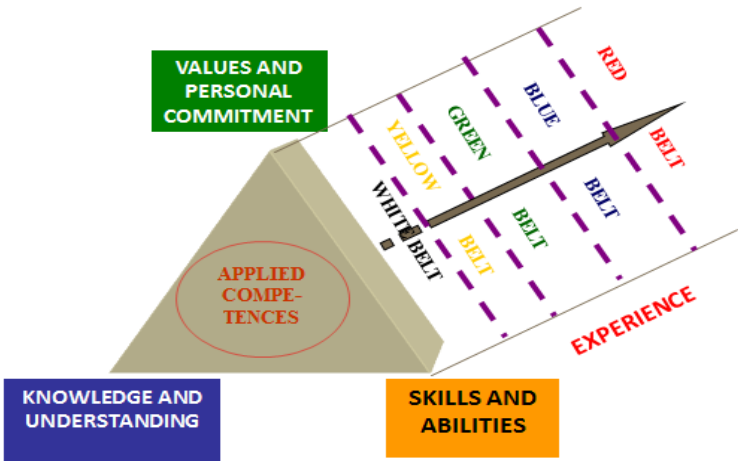 VALUES AND
PERSONAL
COMMITMENT
RED
BELT
BLUE
BELT
GREEN
BELT
YELLOW
BELT
WHITE BELT
APPLIED
COMPE-
TENCES
EXPERIENCE
KNOWLEDGE AND
UNDERSTANDING
SKILLS AND
ABILITIES